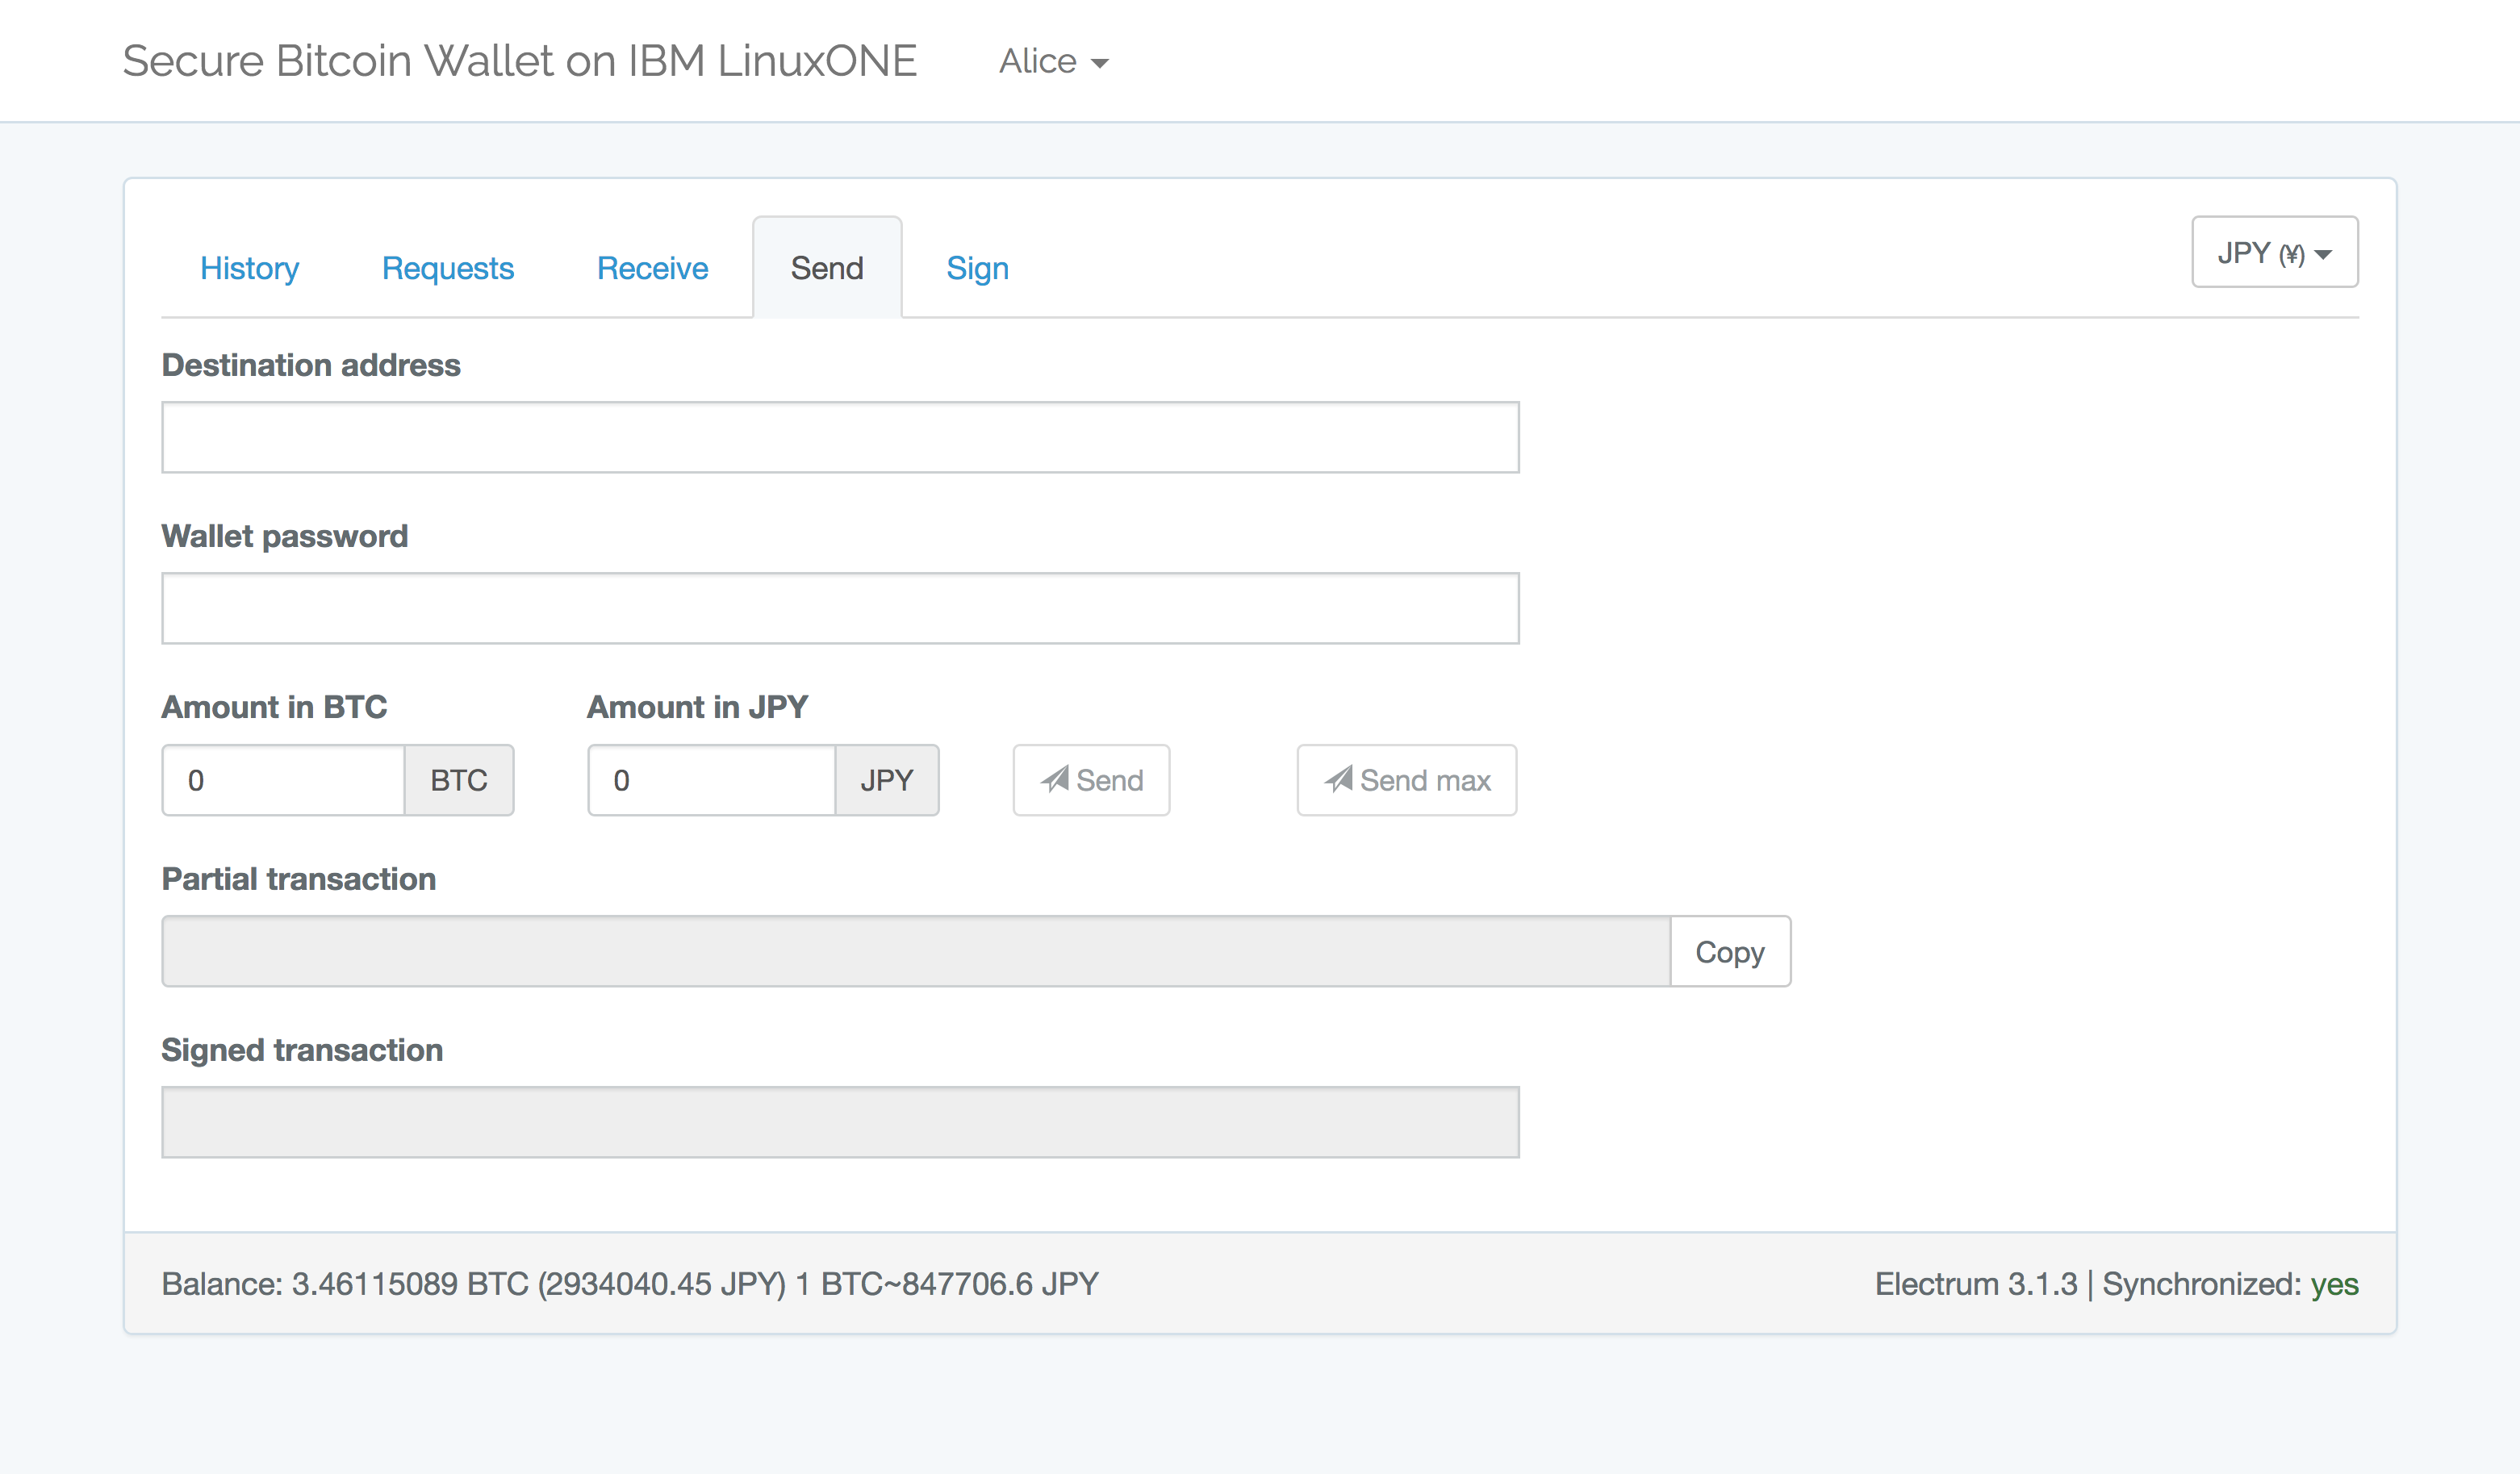 Secure Bitcoin Wallet on IBM LinuxONE Alice
History Requests Receive Send Sign JPY (¥)
Destination address
Wallet password
Amount in BTC Amount in JPY
0 BTC 0 JPY Send Send max
Partial transaction
Copy
Signed transaction
Balance: 3.46115089 BTC (2934040.45 JPY) 1 BTC~847706.6 JPY Electrum 3.1.3 | Synchronized: yes